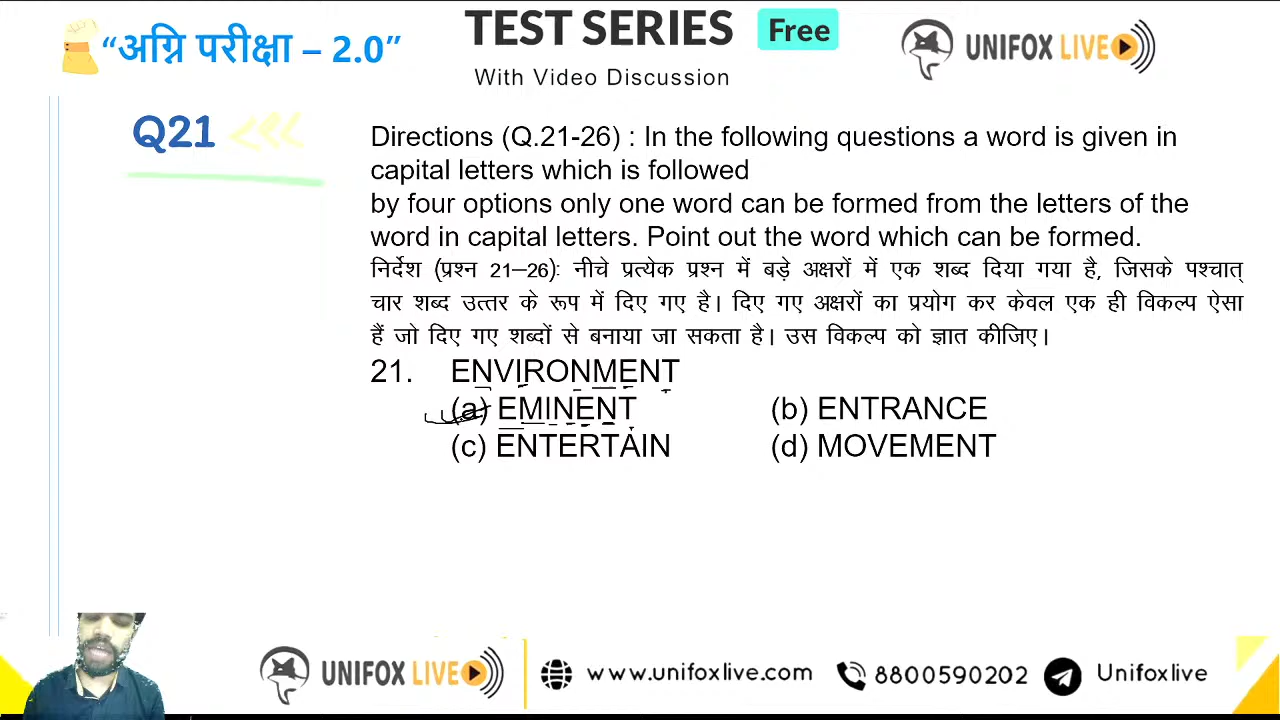 “अग्नि परीक्षा – 2.0”
TEST SERIES
Free
With Video Discussion
UNIFOX LIVE
Q21
Directions (Q.21-26) : In the following questions a word is given in
capital letters which is followed
by four options only one word can be formed from the letters of the
word in capital letters. Point out the word which can be formed.
निर्देश (प्रश्न 21–26): नीचे प्रत्येक प्रश्न में बड़े अक्षरों में एक शब्द दिया गया है, जिसके पश्चात्
चार शब्द उत्तर के रूप में दिए गए है। दिए गए अक्षरों का प्रयोग कर केवल एक ही विकल्प ऐसा
हैं जो दिए गए शब्दों से बनाया जा सकता है। उस विकल्प को ज्ञात कीजिए।
21. ENVIRONMENT
(a) EMINENT (b) ENTRANCE
(c) ENTERTAIN (d) MOVEMENT
UNIFOX LIVE www.unifoxlive.com 8800590202 Unifoxlive